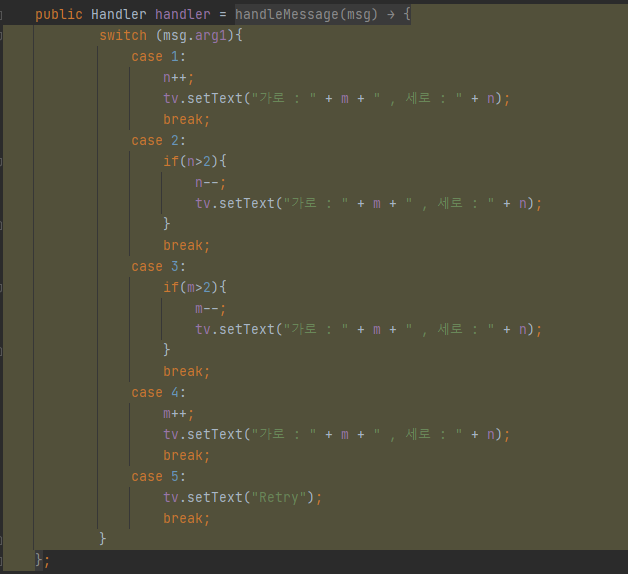 public Handler handler = handleMessage(msg) → {
switch (msg.arg1){
case 1:
n++;
tv.setText("가로 : " + m + " , 세로 : " + n);
break;
case 2:
if(n>2){
n--;
tv.setText("가로 : " + m + " , 세로 : " + n);
}
break;
case 3:
if(m>2){
m--;
tv.setText("가로 : " + m + " , 세로 : " + n);
}
break;
case 4:
m++;
tv.setText("가로 : " + m + " , 세로 : " + n);
break;
case 5:
tv.setText("Retry");
break;
}
};